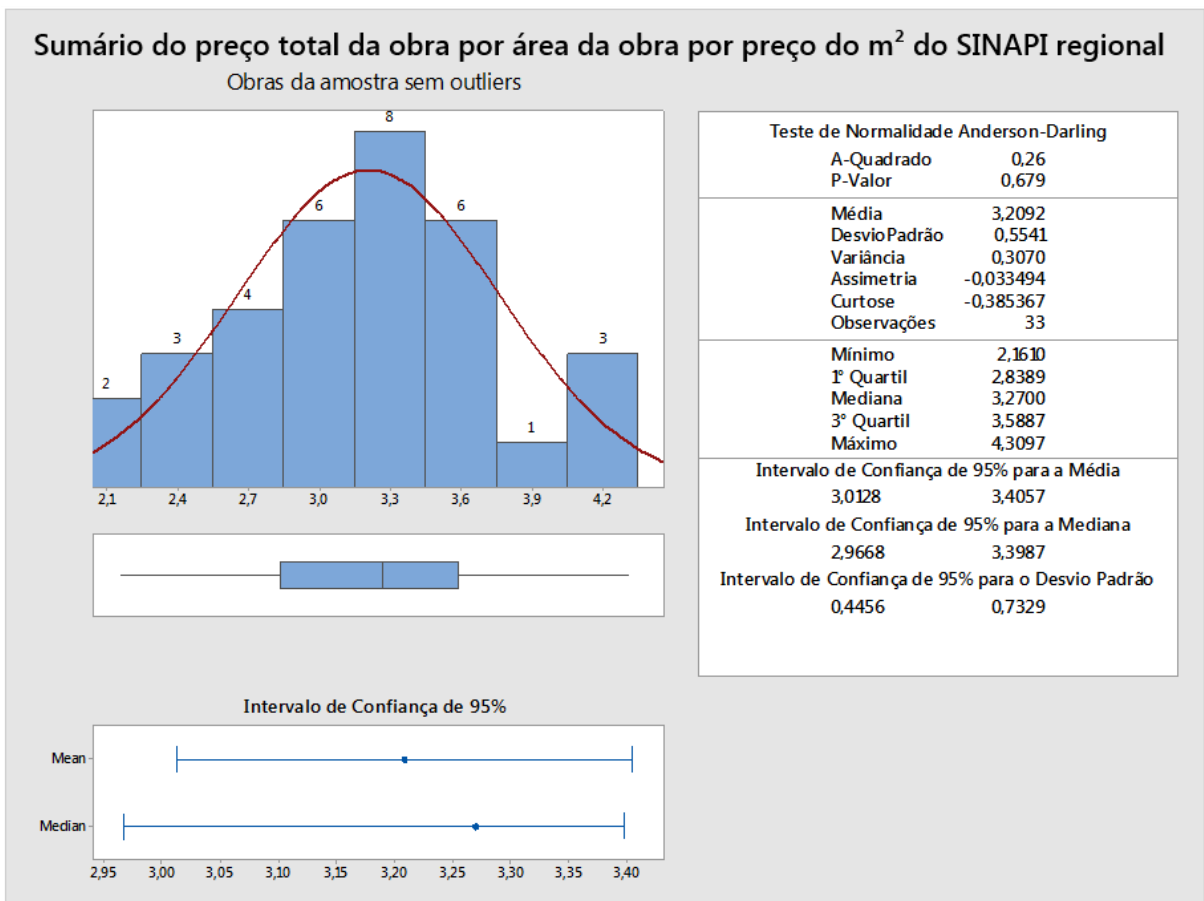 Sumário do preço total da obra por área da obra por preço do m² do SINAPI regional
Obras da amostra sem outliers
2
3
4
6
8
6
1
3
2,1 2,4 2,7 3,0 3,3 3,6 3,9 4,2
Teste de Normalidade Anderson-Darling
A-Quadrado 0,26
P-Valor 0,679
Média 3,2092
DesvioPadrão 0,5541
Variância 0,3070
Assimetria -0,033494
Curtose -0,385367
Observações 33
Mínimo 2,1610
1° Quartil 2,8389
Mediana 3,2700
3° Quartil 3,5887
Máximo 4,3097
Intervalo de Confiança de 95% para a Média
3,0128 3,4057
Intervalo de Confiança de 95% para a Mediana
2,9668 3,3987
Intervalo de Confiança de 95% para o Desvio Padrão
0,4456 0,7329
Intervalo de Confiança de 95%
Mean
Median
2,95 3,00 3,05 3,10 3,15 3,20 3,25 3,30 3,35 3,40